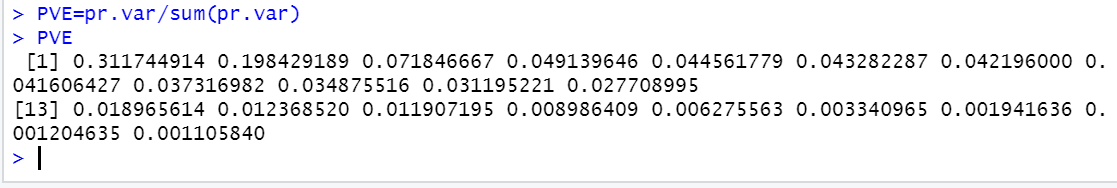 > PVE=pr.var/sum(pr.var)
> PVE
 [1] 0.311744914 0.198429189 0.071846667 0.049139646 0.044561779 0.043282287 0.042196000 0.
041606427 0.037316982 0.034875516 0.031195221 0.027708995
[13] 0.018965614 0.012368520 0.011907195 0.008986409 0.006275563 0.003340965 0.001941636 0.
001204635 0.001105840
>